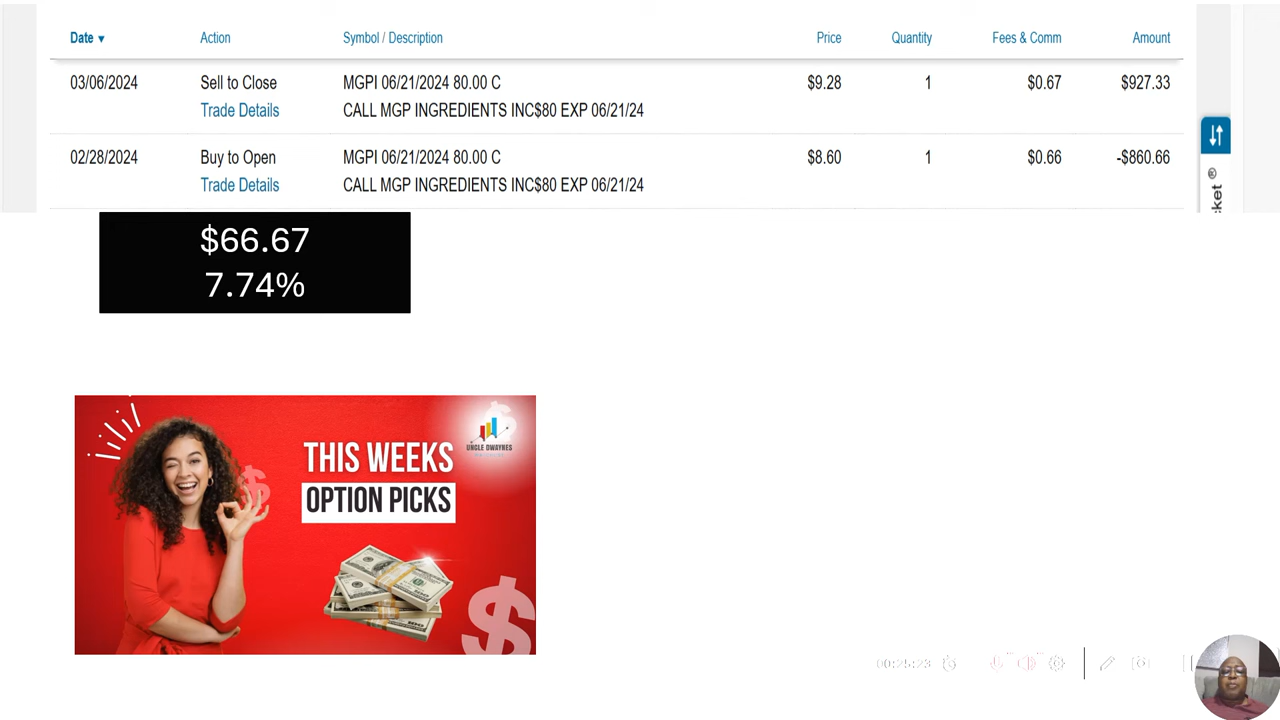 Date ▼ Action Symbol / Description Price Quantity Fees & Comm Amount
03/06/2024 Sell to Close MGPI 06/21/2024 80.00 C $9.28 1 $0.67 $927.33
Trade Details CALL MGP INGREDIENTS INC$80 EXP 06/21/24
02/28/2024 Buy to Open MGPI 06/21/2024 80.00 C $8.60 1 $0.66 -$860.66
Trade Details CALL MGP INGREDIENTS INC$80 EXP 06/21/24
cket ®
$66.67
7.74%
THIS WEEKS
OPTION PICKS
UNCLE DWAYNES
00:25:23